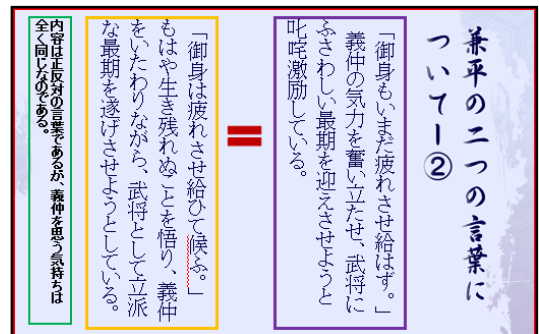 兼平の二つの言葉に
ついてー②
「御身もいまだ疲れさせ給はず。」
義仲の気力を奮い立たせ、武将に
ふさわしい最期を迎えさせようと
叱咤激励している。
=
「御身は疲れさせ給ひて候ふ。」
もはや生き残れぬことを悟り、義仲
をいたわりながら、武将として立派
な最期を遂げさせようとしている。
内容は正反対の言葉であるが、義仲を思う気持ちは
全く同じなのである。